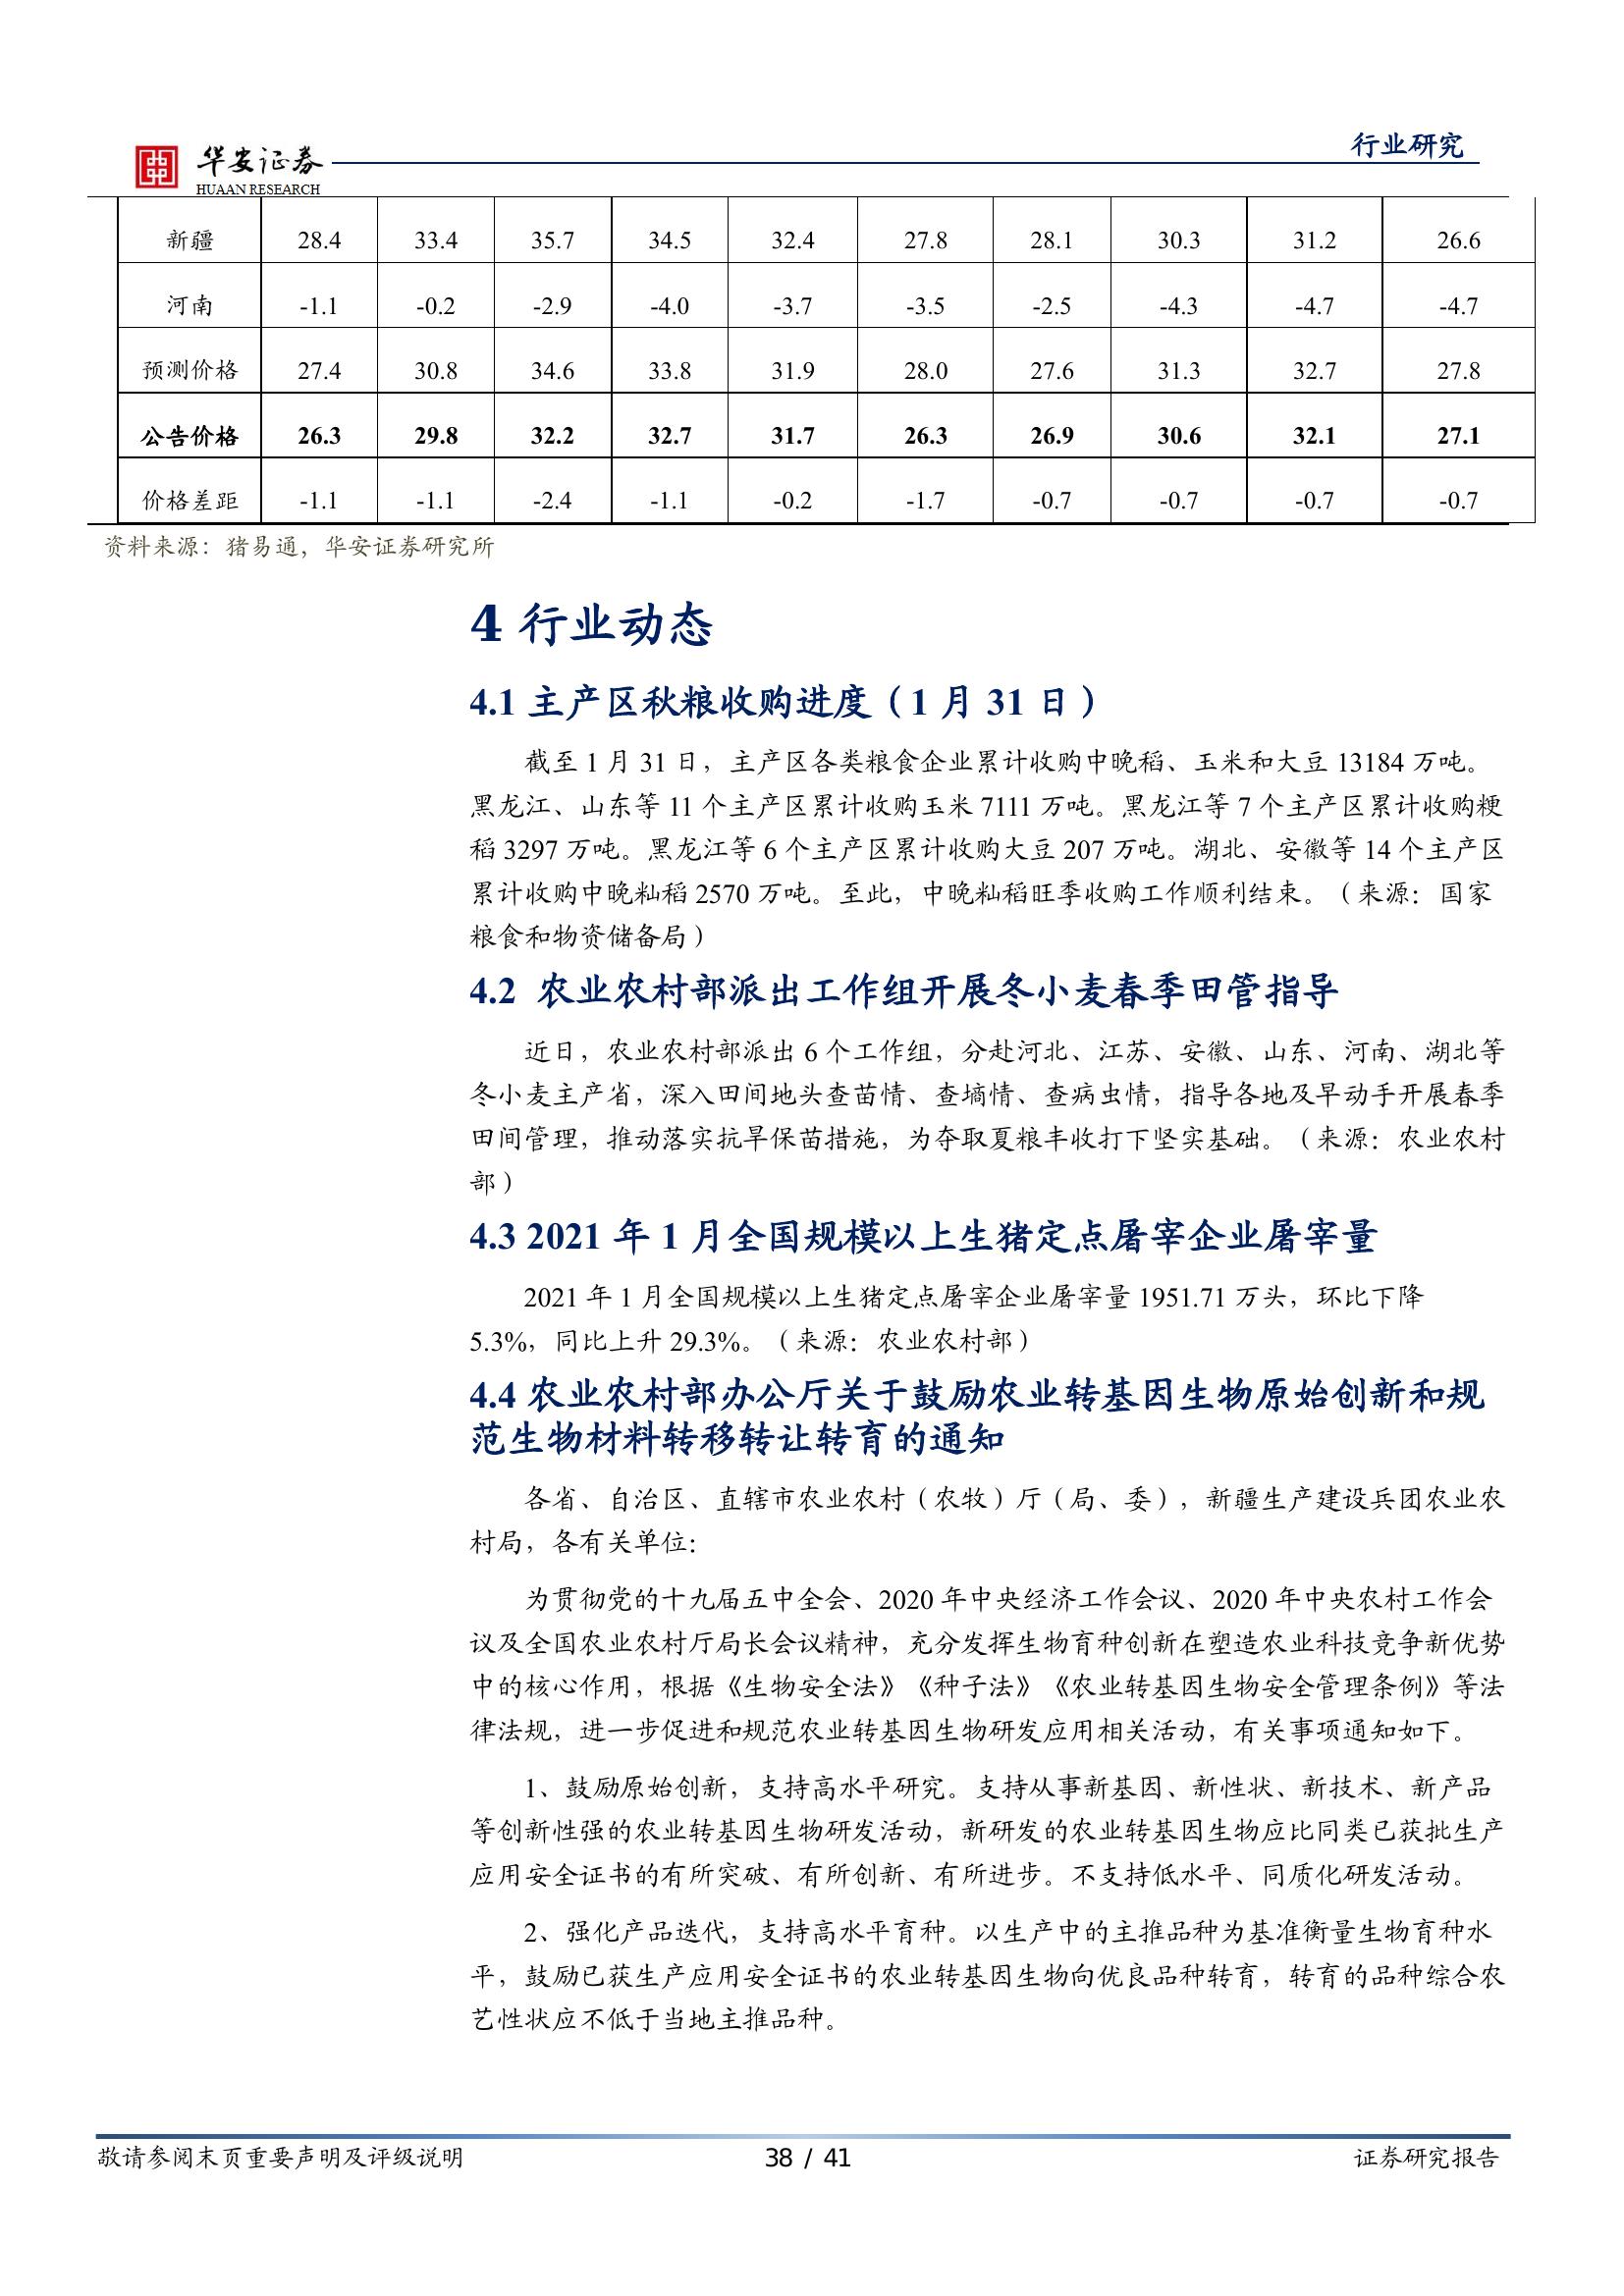 行业研究
华安证券
HUAAN RESEARCH
新疆 28.4 33.4 35.7 34.5 32.4 27.8 28.1 30.3 31.2 26.6
河南 -1.1 -0.2 -2.9 -4.0 -3.7 -3.5 -2.5 -4.3 -4.7 -4.7
预测价格 27.4 30.8 34.6 33.8 31.9 28.0 27.6 31.3 32.7 27.8
公告价格 26.3 29.8 32.2 32.7 31.7 26.3 26.9 30.6 32.1 27.1
价格差距 -1.1 -1.1 -2.4 -1.1 -0.2 -1.7 -0.7 -0.7 -0.7 -0.7
资料来源：猪易通，华安证券研究所
4 行业动态
4.1 主产区秋粮收购进度（1 月 31 日）
截至 1 月 31 日，主产区各类粮食企业累计收购中晚稻、玉米和大豆 13184 万吨。
黑龙江、山东等 11 个主产区累计收购玉米 7111 万吨。黑龙江等 7 个主产区累计收购粳
稻 3297 万吨。黑龙江等 6 个主产区累计收购大豆 207 万吨。湖北、安徽等 14 个主产区
累计收购中晚籼稻 2570 万吨。至此，中晚籼稻旺季收购工作顺利结束。（来源：国家
粮食和物资储备局）
4.2 农业农村部派出工作组开展冬小麦春季田管指导
近日，农业农村部派出 6 个工作组，分赴河北、江苏、安徽、山东、河南、湖北等
冬小麦主产省，深入田间地头查苗情、查墒情、查病虫情，指导各地及早动手开展春季
田间管理，推动落实抗旱保苗措施，为夺取夏粮丰收打下坚实基础。（来源：农业农村
部）
4.3 2021 年 1 月全国规模以上生猪定点屠宰企业屠宰量
2021 年 1 月全国规模以上生猪定点屠宰企业屠宰量 1951.71 万头，环比下降
5.3%，同比上升 29.3%。（来源：农业农村部）
4.4 农业农村部办公厅关于鼓励农业转基因生物原始创新和规
范生物材料转移转让转育的通知
各省、自治区、直辖市农业农村（农牧）厅（局、委），新疆生产建设兵团农业农
村局，各有关单位：
为贯彻党的十九届五中全会、2020 年中央经济工作会议、2020 年中央农村工作会
议及全国农业农村厅局长会议精神，充分发挥生物育种创新在塑造农业科技竞争新优势
中的核心作用，根据《生物安全法》《种子法》《农业转基因生物安全管理条例》等法
律法规，进一步促进和规范农业转基因生物研发应用相关活动，有关事项通知如下。
1、鼓励原始创新，支持高水平研究。支持从事新基因、新性状、新技术、新产品
等创新性强的农业转基因生物研发活动，新研发的农业转基因生物应比同类已获批生产
应用安全证书的有所突破、有所创新、有所进步。不支持低水平、同质化研发活动。
2、强化产品迭代，支持高水平育种。以生产中的主推品种为基准衡量生物育种水
平，鼓励已获生产应用安全证书的农业转基因生物向优良品种转育，转育的品种综合农
艺性状应不低于当地主推品种。
敬请参阅末页重要声明及评级说明 38 / 41 证券研究报告